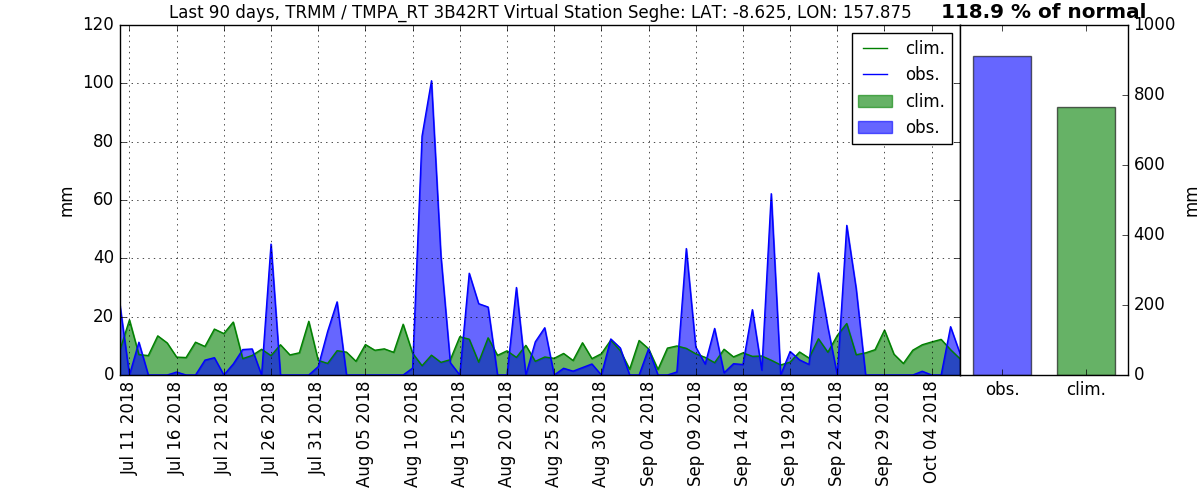 Last 90 days, TRMM / TMPA_RT 3B42RT Virtual Station Seghe: LAT: -8.625, LON: 157.875
118.9 % of normal
120
100
80
60
40
20
0
mm
clim.
obs.
clim.
obs.
1000
800
600
400
200
0
mm
Jul 11 2018
Jul 16 2018
Jul 21 2018
Jul 26 2018
Jul 31 2018
Aug 05 2018
Aug 10 2018
Aug 15 2018
Aug 20 2018
Aug 25 2018
Aug 30 2018
Sep 04 2018
Sep 09 2018
Sep 14 2018
Sep 19 2018
Sep 24 2018
Sep 29 2018
Oct 04 2018
obs.
clim.